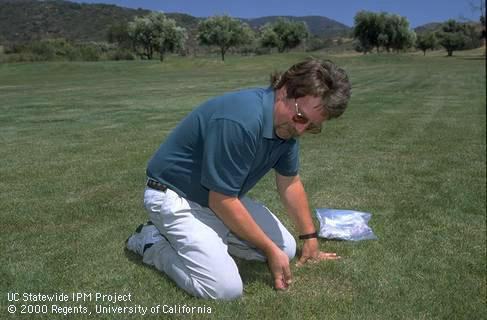 UC Statewide IPM Project
© 2000 Regents, University of California